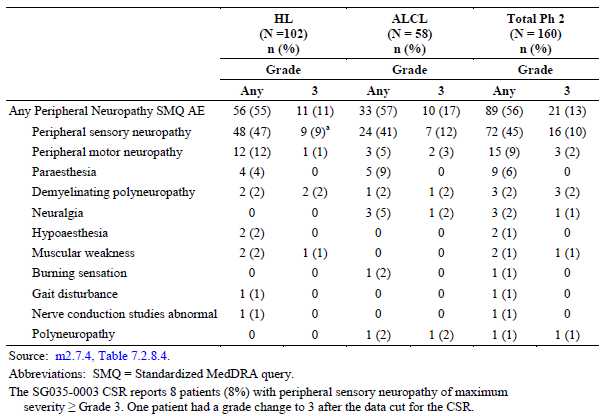 HL ALCL Total Ph 2
(N =102) (N = 58) (N = 160)
n (%) n (%) n (%)
Grade Grade Grade
Any 3 Any 3 Any 3
Any Peripheral Neuropathy SMQ AE 56 (55) 11 (11) 33 (57) 10 (17) 89 (56) 21 (13)
Peripheral sensory neuropathy 48 (47) 9 (9)a 24 (41) 7 (12) 72 (45) 16 (10)
Peripheral motor neuropathy 12 (12) 1 (1) 3 (5) 2 (3) 15 (9) 3 (2)
Paraesthesia 4 (4) 0 5 (9) 0 9 (6) 0
Demyelinating polyneuropathy 2 (2) 2 (2) 1 (2) 1 (2) 3 (2) 3 (2)
Neuralgia 0 0 3 (5) 1 (2) 3 (2) 1 (1)
Hypoaesthesia 2 (2) 0 0 0 2 (1) 0
Muscular weakness 2 (2) 1 (1) 0 0 2 (1) 1 (1)
Burning sensation 0 0 1 (2) 0 1 (1) 0
Gait disturbance 1 (1) 0 0 0 1 (1) 0
Nerve conduction studies abnormal 1 (1) 0 0 0 1 (1) 0
Polyneuropathy 0 0 1 (2) 1 (2) 1 (1) 1 (1)
Source: m2.7.4, Table 7.2.8.4.
Abbreviations: SMQ = Standardized MedDRA query.
The SG035-0003 CSR reports 8 patients (8%) with peripheral sensory neuropathy of maximum
severity ≥ Grade 3. One patient had a grade change to 3 after the data cut for the CSR.